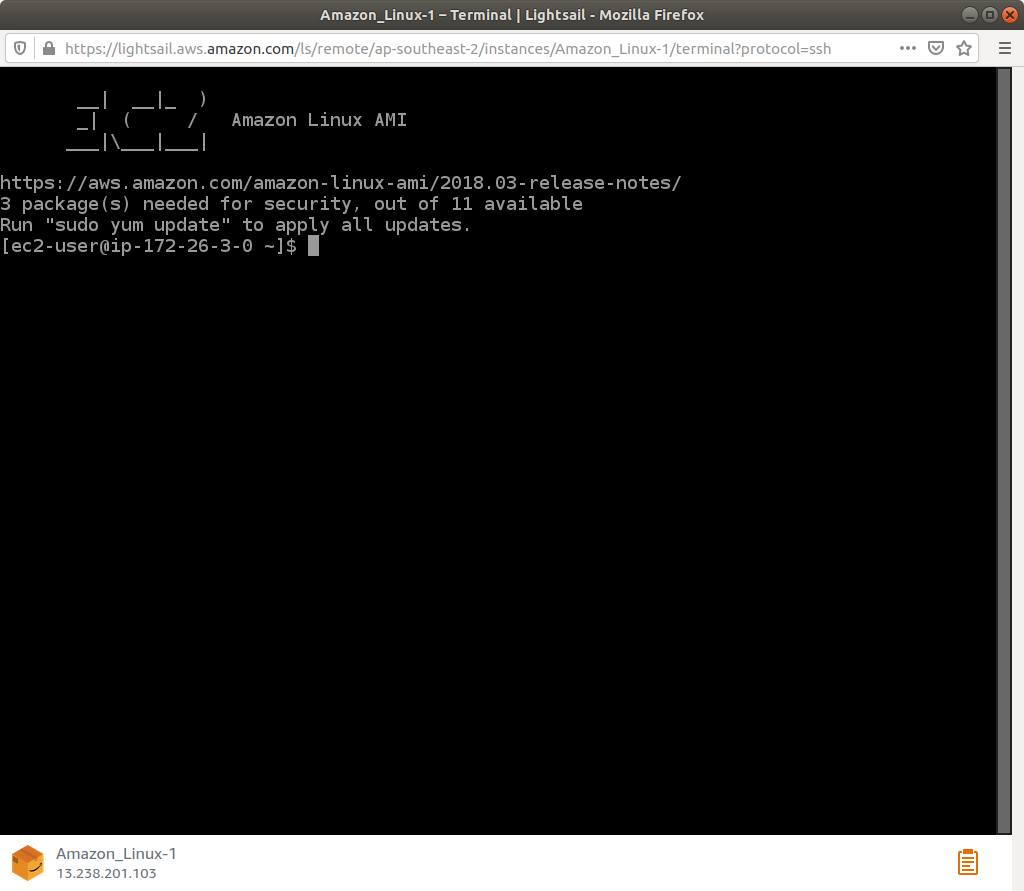 Amazon_Linux-1 – Terminal | Lightsail - Mozilla Firefox
https://lightsail.aws.amazon.com/ls/remote/ap-southeast-2/instances/Amazon_Linux-1/terminal?protocol=ssh
       __|  __|_  )
       _|  (     /   Amazon Linux AMI
      ___|\___|___|
https://aws.amazon.com/amazon-linux-ami/2018.03-release-notes/
3 package(s) needed for security, out of 11 available
Run "sudo yum update" to apply all updates.
[ec2-user@ip-172-26-3-0 ~]$
Amazon_Linux-1
13.238.201.103